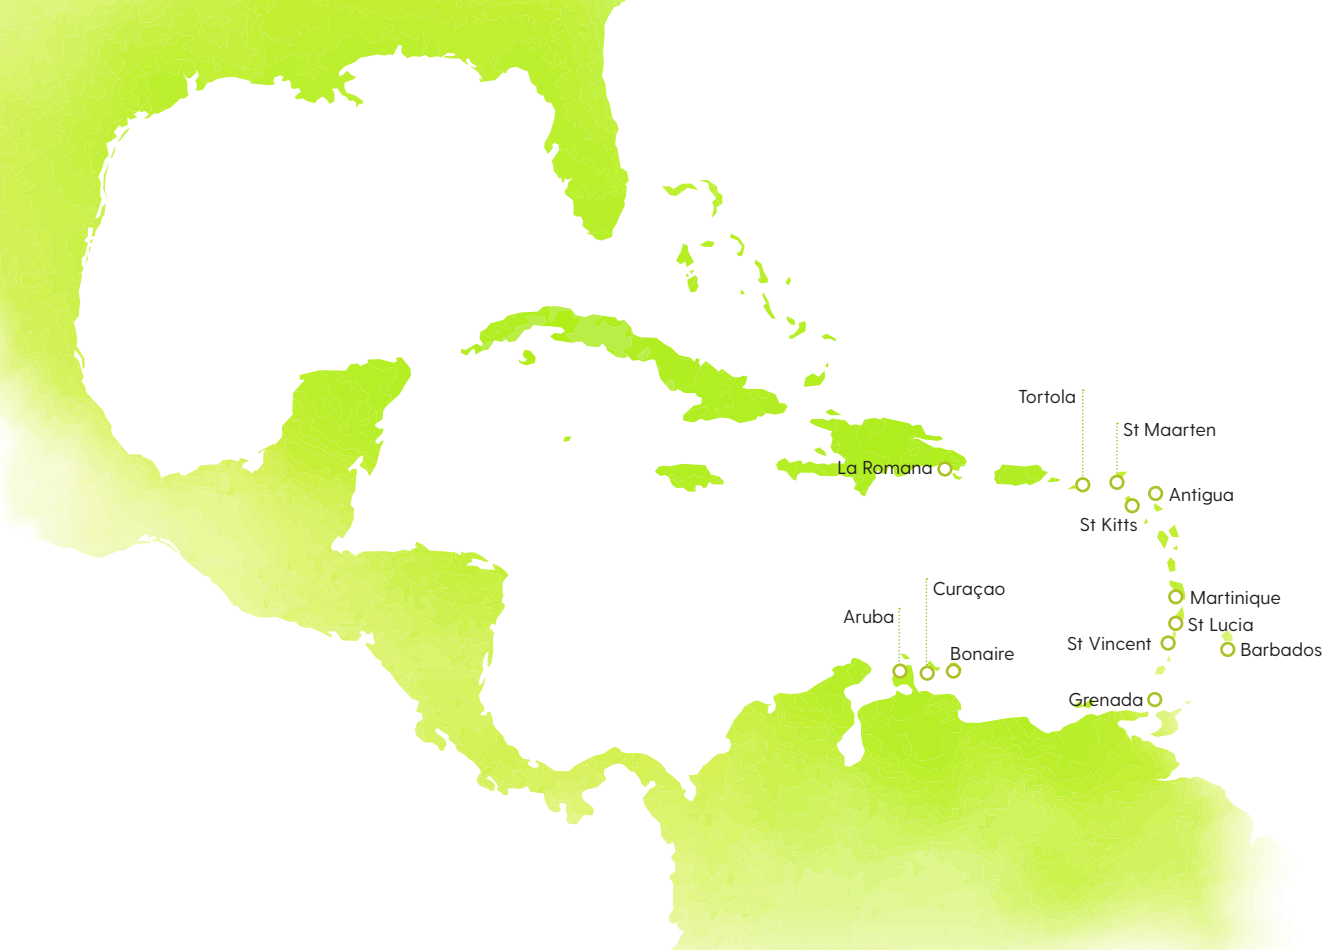 Tortola
St Maarten
La Romana
Antigua
St Kitts
Curaçao
Martinique
Aruba
St Lucia
St Vincent
Barbados
Bonaire
Grenada